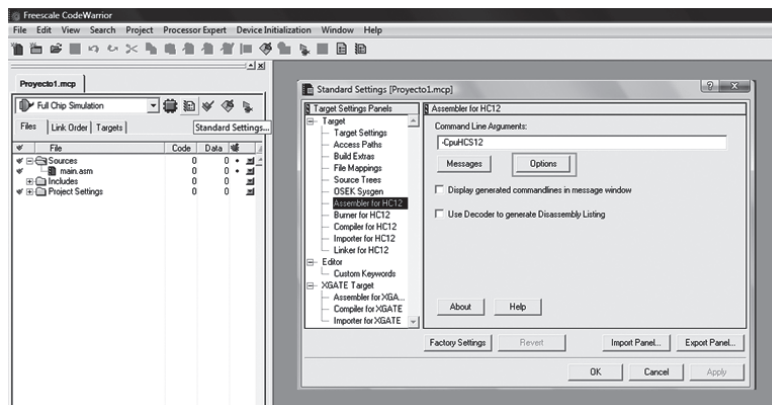 Freescale CodeWarrior
File Edit View Search Project Processor Expert Device Initialization Window Help
Proyecto1.mcp
Full Chip Simulation
Files Link Order Targets Standard Settings...
File Code Data
Sources 0 0
main.asm 0 0
Includes 0 0
Project Settings 0 0
Standard Settings [Proyecto1.mcp]
Target Settings Panels
Target
Target Settings
Access Paths
Build Extras
File Mappings
Source Trees
OSEK Sysgen
Assembler for HC12
Burner for HC12
Compiler for HC12
Importer for HC12
Linker for HC12
Editor
Custom Keywords
XGATE Target
Assembler for XGA...
Compiler for XGATE
Importer for XGATE
Assembler for HC12
Command Line Arguments:
-CpuHCS12
Messages Options
Display generated commandlines in message window
Use Decoder to generate Disassembly Listing
About Help
Factory Settings Revert Import Panel... Export Panel...
OK Cancel Apply